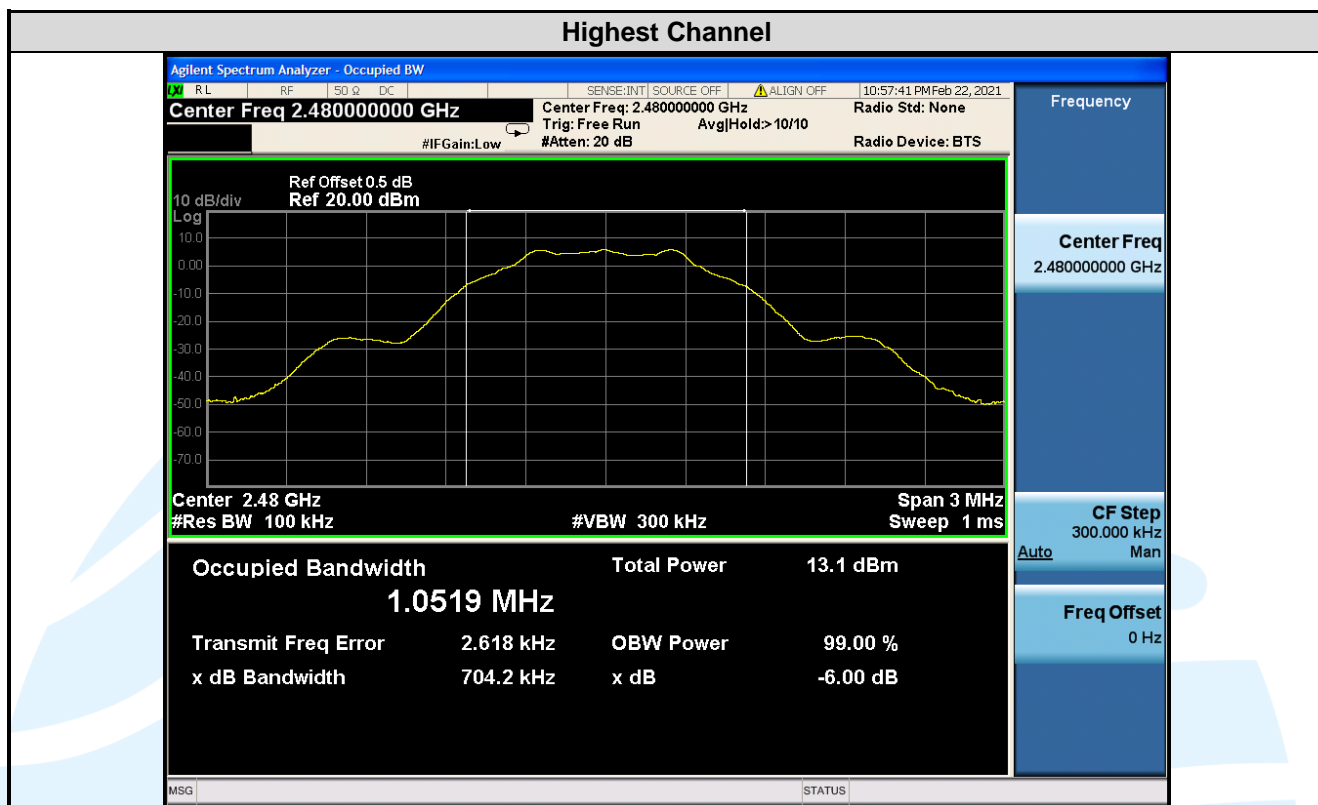 Highest Channel
Agilent Spectrum Analyzer - Occupied BW
LXI RL RF 50 Ω DC SENSE:INT SOURCE OFF ALIGN OFF 10:57:41 PM Feb 22, 2021
Center Freq 2.480000000 GHz
Center Freq: 2.480000000 GHz Radio Std: None
Trig: Free Run Avg|Hold:>10/10
#IFGain:Low #Atten: 20 dB Radio Device: BTS
Ref Offset 0.5 dB
10 dB/div Ref 20.00 dBm
Log
10.0
0.00
-10.0
-20.0
-30.0
-40.0
-50.0
-60.0
-70.0
Center 2.48 GHz Span 3 MHz
#Res BW 100 kHz #VBW 300 kHz Sweep 1 ms
Occupied Bandwidth Total Power 13.1 dBm
1.0519 MHz
Transmit Freq Error 2.618 kHz OBW Power 99.00 %
x dB Bandwidth 704.2 kHz x dB -6.00 dB
Frequency
Center Freq
2.480000000 GHz
CF Step
300.000 kHz
Auto Man
Freq Offset
0 Hz
MSG STATUS